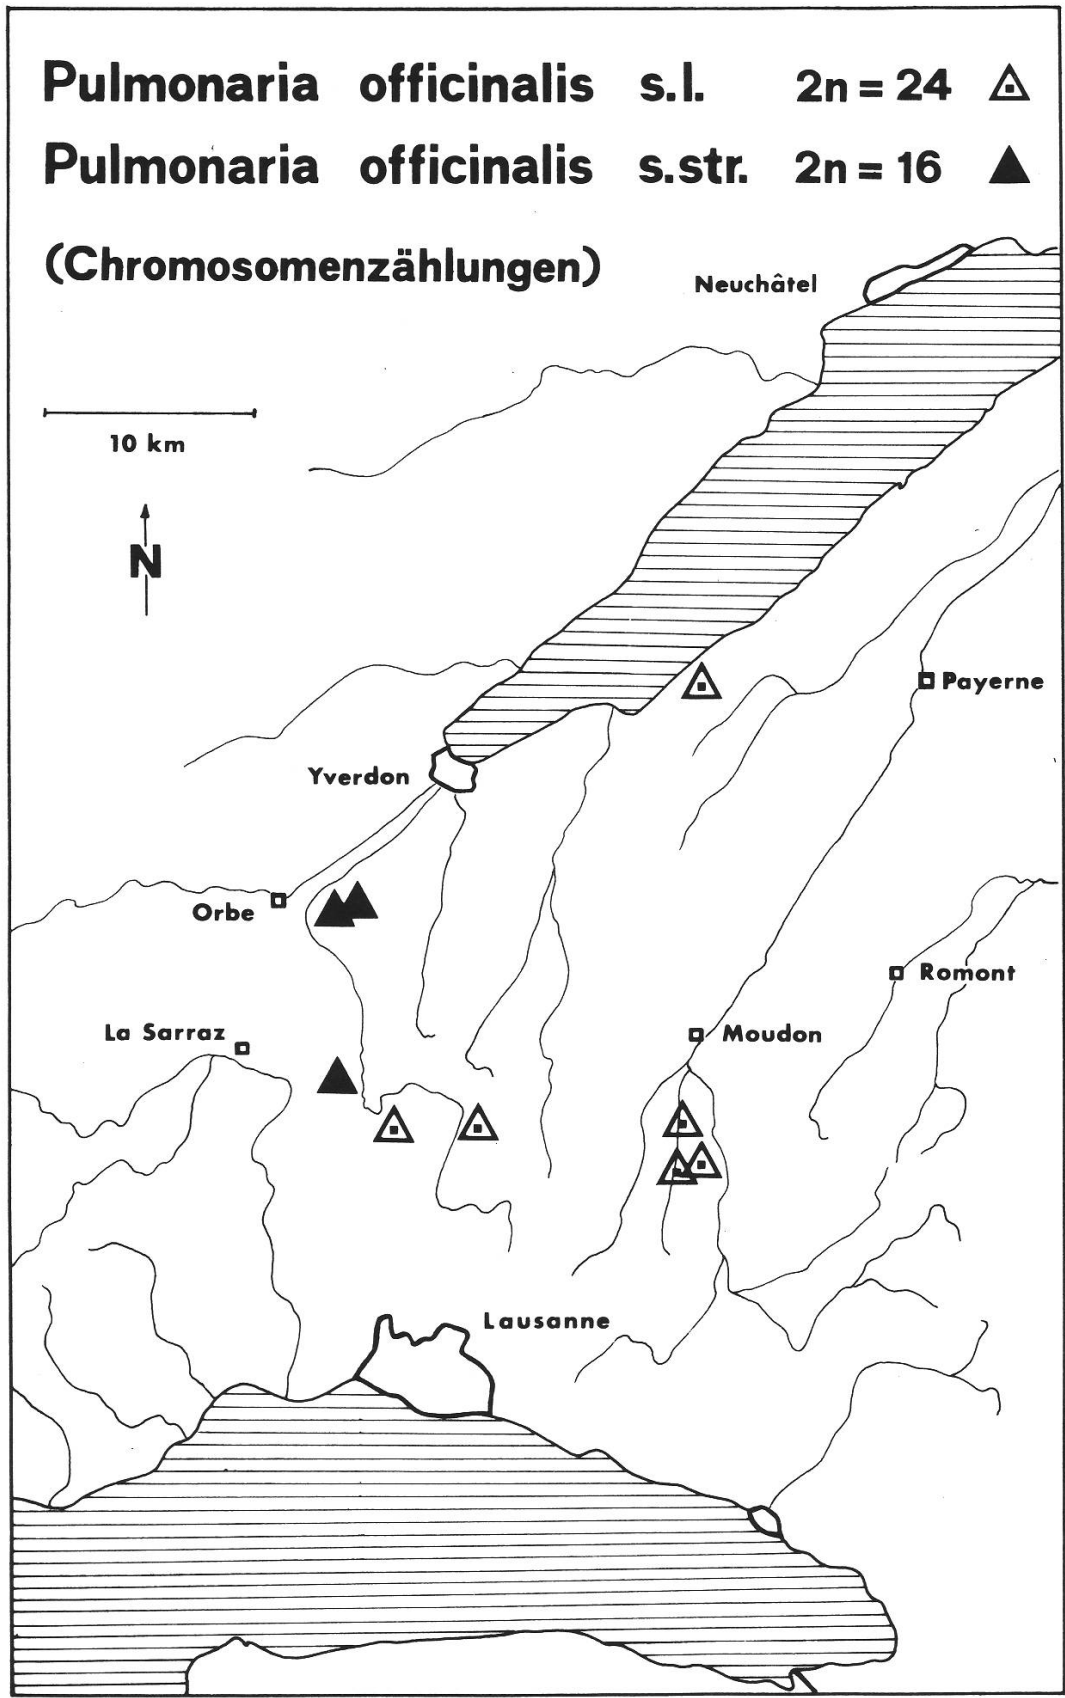 Pulmonaria officinalis s.l. 2n = 24
Pulmonaria officinalis s.str. 2n = 16
(Chromosomenzählungen)
Neuchâtel
10 km
N
Payerne
Yverdon
Orbe
Romont
La Sarraz
Moudon
Lausanne